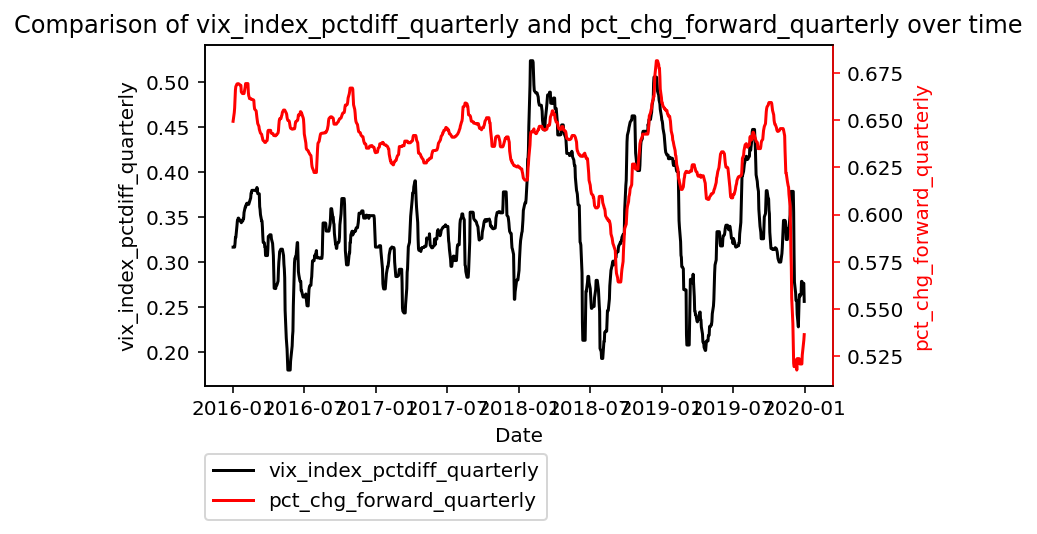 Comparison of vix_index_pctdiff_quarterly and pct_chg_forward_quarterly over time
vix_index_pctdiff_quarterly
0.50
0.45
0.40
0.35
0.30
0.25
0.20
0.675
0.650
0.625
0.600
0.575
0.550
0.525
pct_chg_forward_quarterly
2016-01 2016-07 2017-01 2017-07 2018-01 2018-07 2019-01 2019-07 2020-01
Date
vix_index_pctdiff_quarterly
pct_chg_forward_quarterly